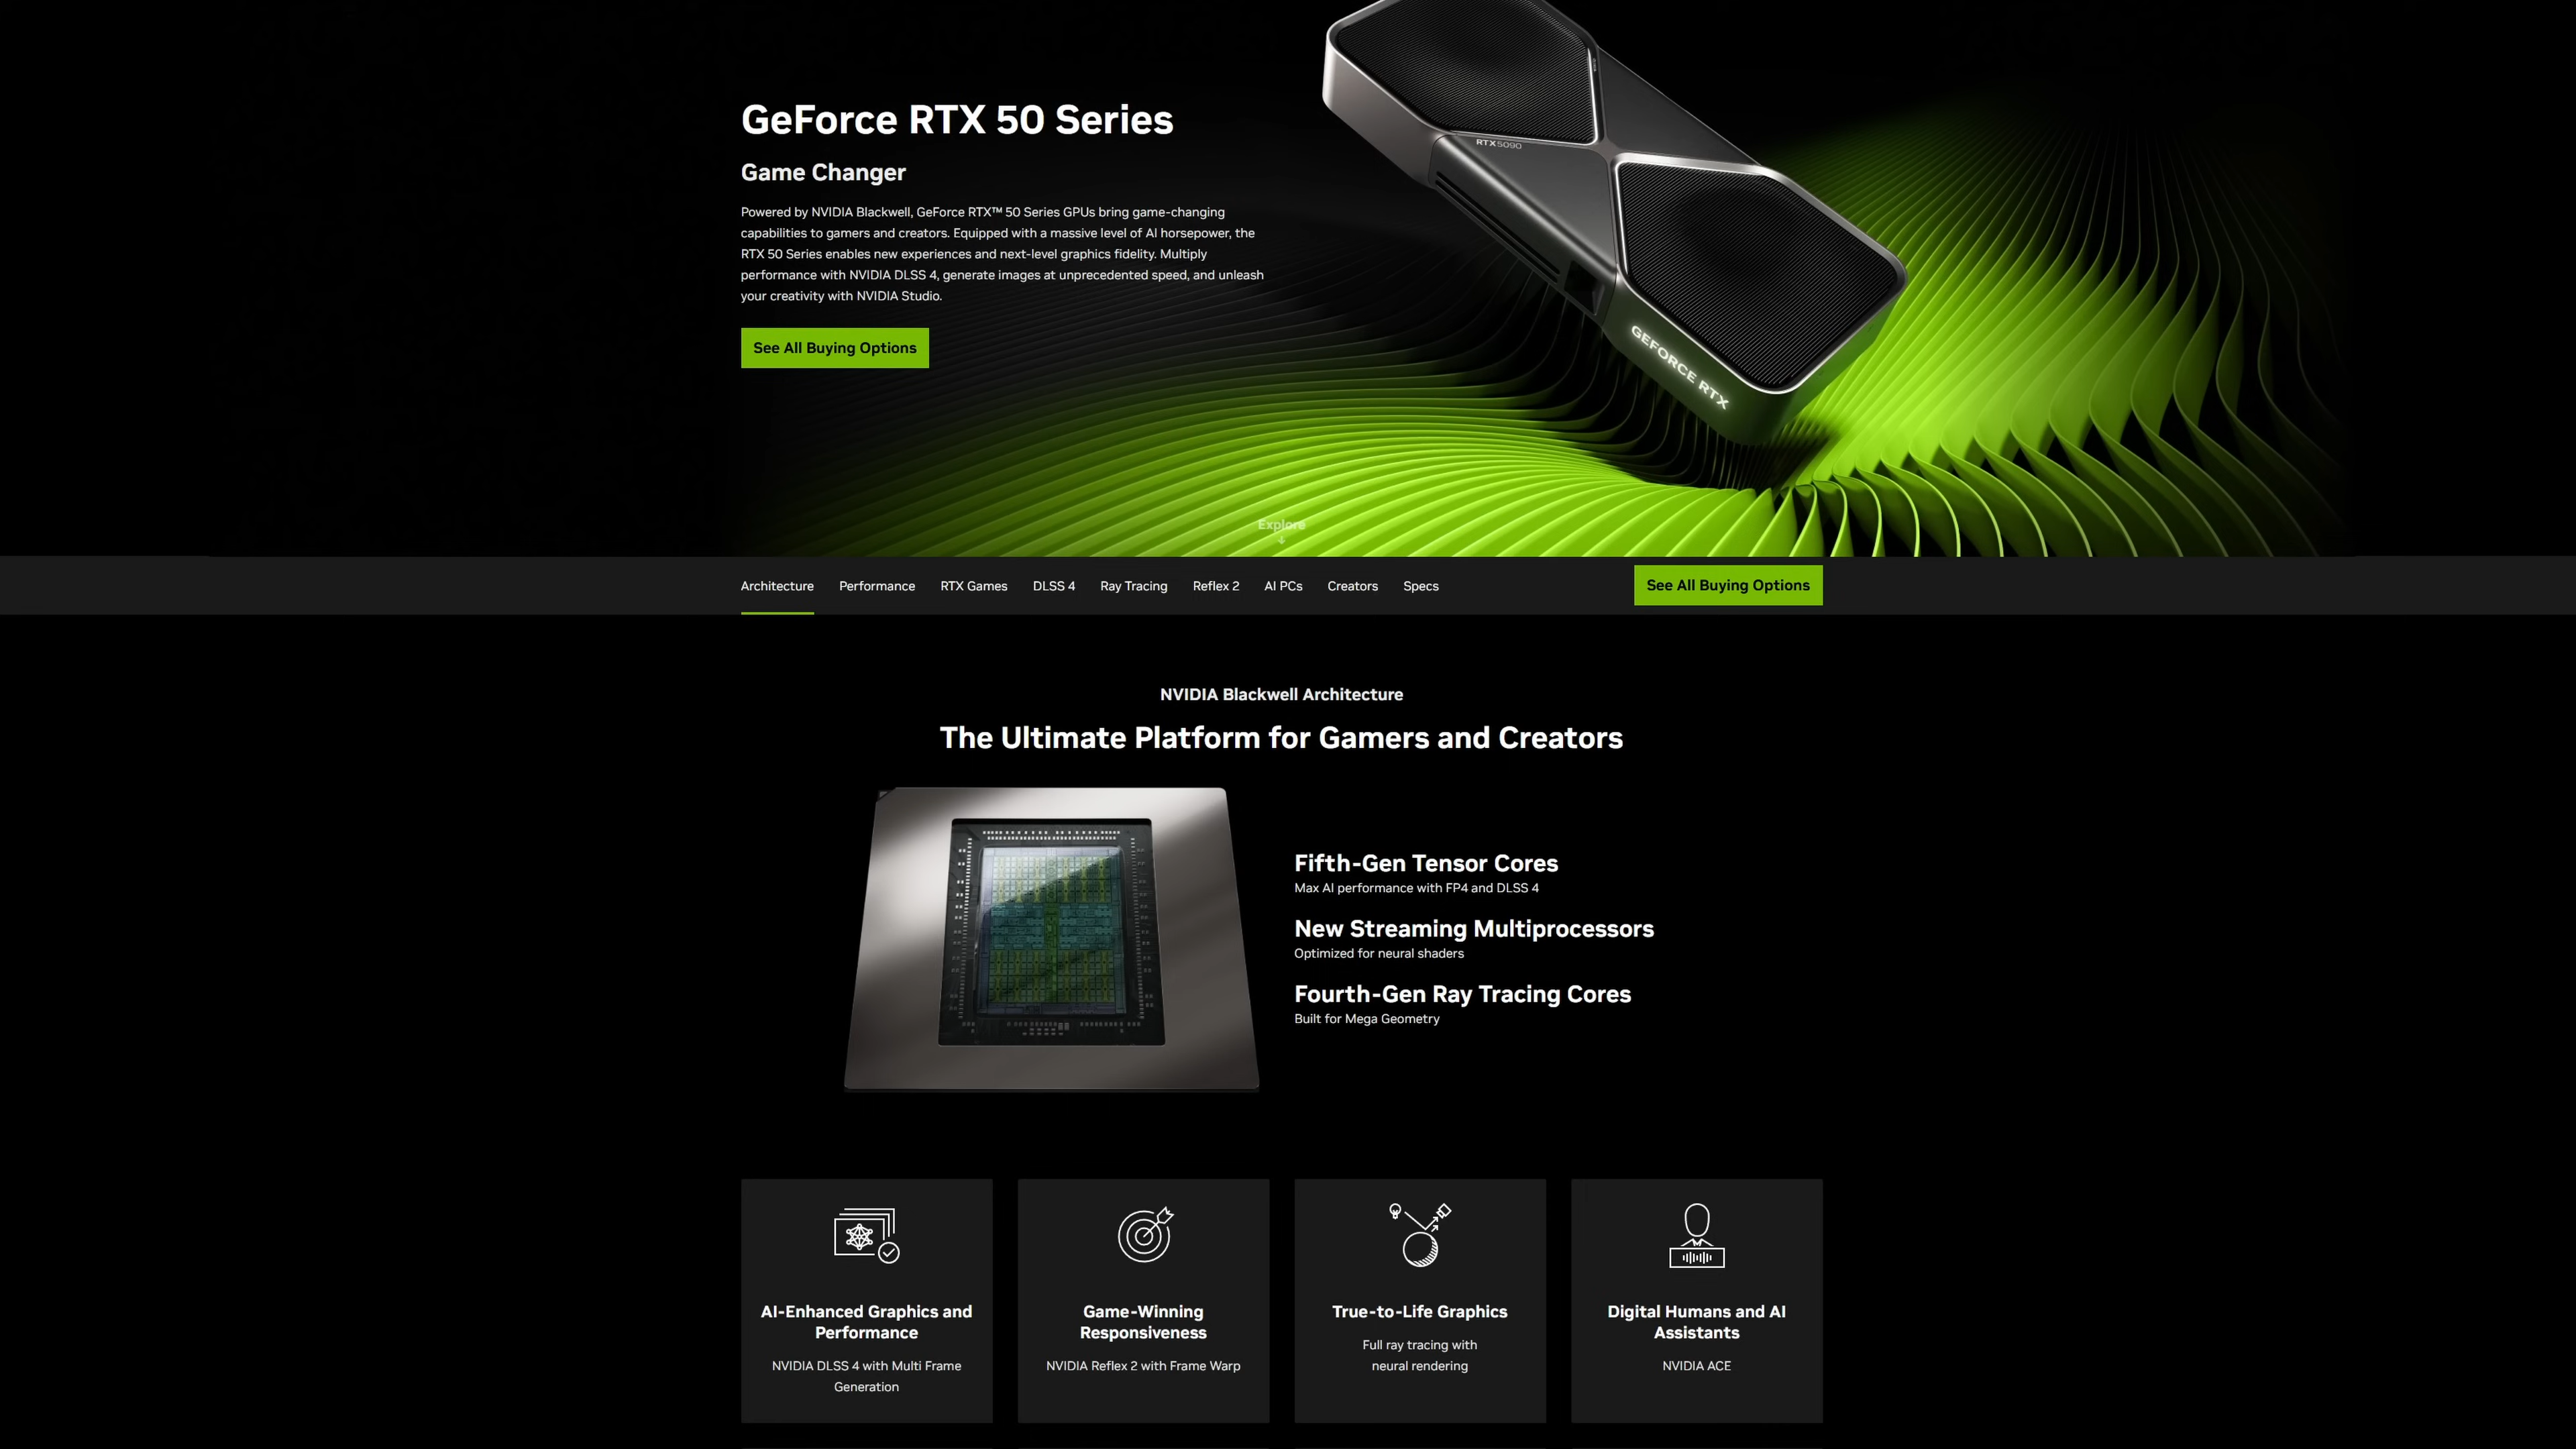 GeForce RTX 50 Series
Game Changer
Powered by NVIDIA Blackwell, GeForce RTX™ 50 Series GPUs bring game-changing
capabilities to gamers and creators. Equipped with a massive level of AI horsepower, the
RTX 50 Series enables new experiences and next-level graphics fidelity. Multiply
performance with NVIDIA DLSS 4, generate images at unprecedented speed, and unleash
your creativity with NVIDIA Studio.
See All Buying Options
RTX5090
GEFORCE RTX
Explore
Architecture Performance RTX Games DLSS 4 Ray Tracing Reflex 2 AI PCs Creators Specs See All Buying Options
NVIDIA Blackwell Architecture
The Ultimate Platform for Gamers and Creators
Fifth-Gen Tensor Cores
Max AI performance with FP4 and DLSS 4
New Streaming Multiprocessors
Optimized for neural shaders
Fourth-Gen Ray Tracing Cores
Built for Mega Geometry
AI-Enhanced Graphics and
Performance
NVIDIA DLSS 4 with Multi Frame
Generation
Game-Winning
Responsiveness
NVIDIA Reflex 2 with Frame Warp
True-to-Life Graphics
Full ray tracing with
neural rendering
Digital Humans and AI
Assistants
NVIDIA ACE